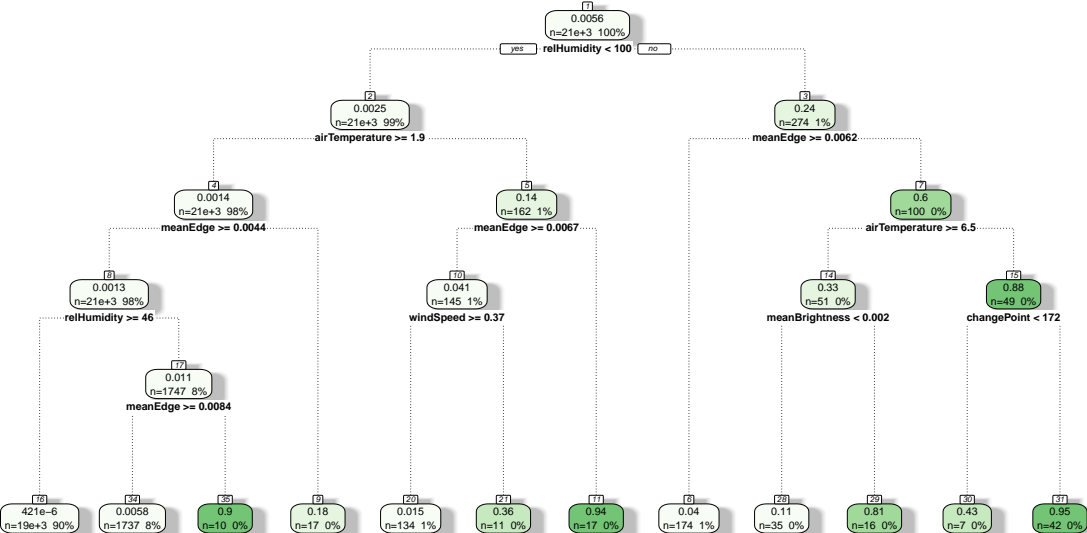 1
0.0056
n=21e+3 100%
yes relHumidity < 100 no
2
0.0025
n=21e+3 99%
airTemperature >= 1.9
3
0.24
n=274 1%
meanEdge >= 0.0062
4
0.0014
n=21e+3 98%
meanEdge >= 0.0044
5
0.14
n=162 1%
meanEdge >= 0.0067
7
0.6
n=100 0%
airTemperature >= 6.5
8
0.0013
n=21e+3 98%
relHumidity >= 46
10
0.041
n=145 1%
windSpeed >= 0.37
14
0.33
n=51 0%
meanBrightness < 0.002
15
0.88
n=49 0%
changePoint < 172
17
0.011
n=1747 8%
meanEdge >= 0.0084
16
421e−6
n=19e+3 90%
34
0.0058
n=1737 8%
35
0.9
n=10 0%
9
0.18
n=17 0%
20
0.015
n=134 1%
21
0.36
n=11 0%
11
0.94
n=17 0%
6
0.04
n=174 1%
28
0.11
n=35 0%
29
0.81
n=16 0%
30
0.43
n=7 0%
31
0.95
n=42 0%